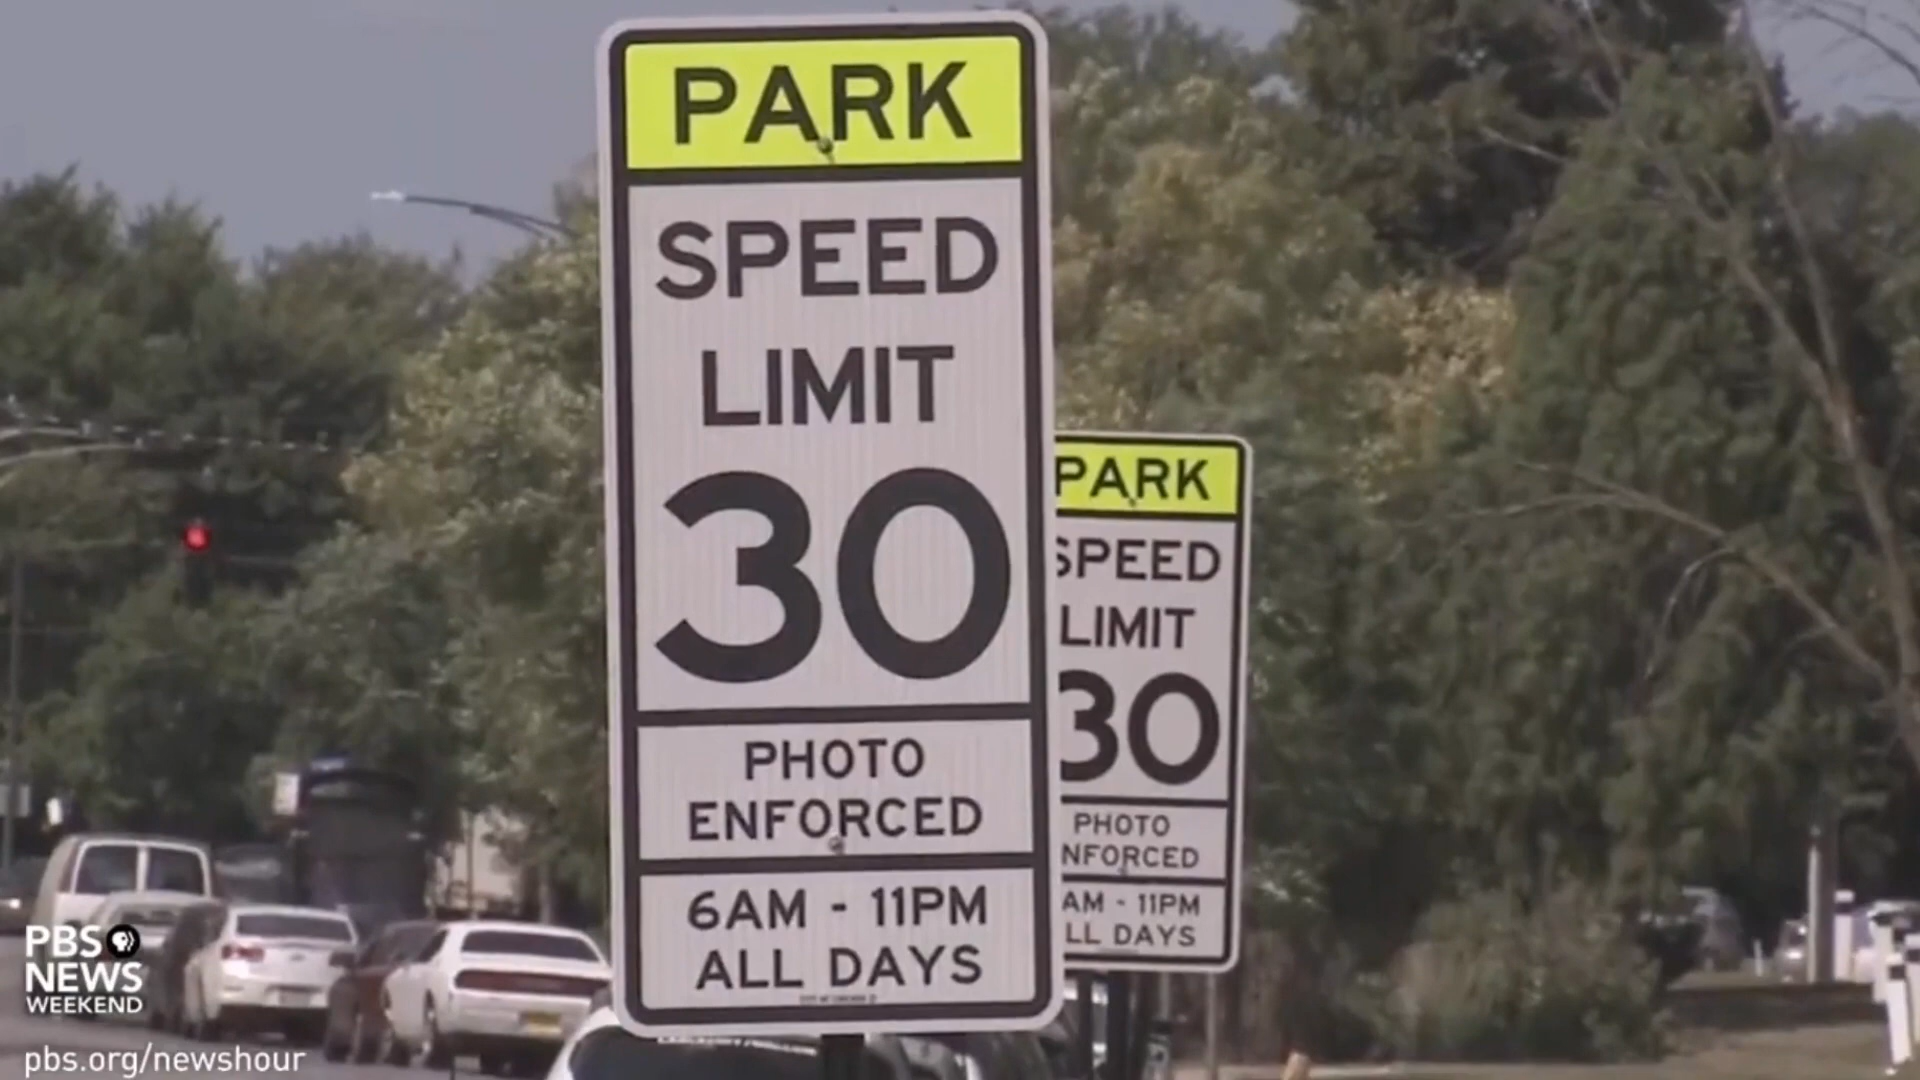 PARK
SPEED
LIMIT
30
PHOTO
ENFORCED
6AM - 11PM
ALL DAYS
PARK
SPEED
LIMIT
30
PHOTO
NFORCED
AM - 11PM
LL DAYS
PBS
NEWS
WEEKEND
pbs.org/newshour